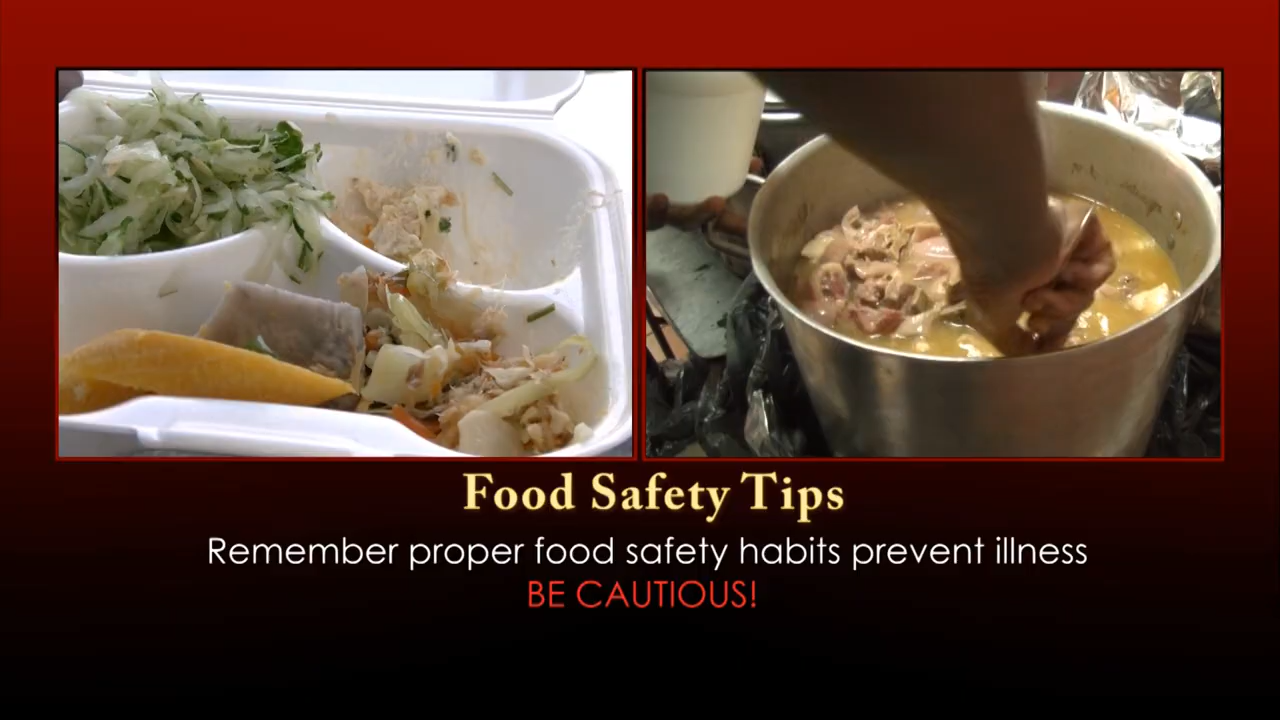 Food Safety Tips
Remember proper food safety habits prevent illness
BE CAUTIOUS!